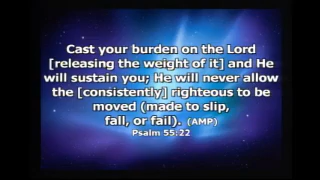 Cast your burden on the Lord
[releasing the weight of it] and He
will sustain you; He will never allow
the [consistently] righteous to be
moved (made to slip,
fall, or fail). (AMP)
Psalm 55:22